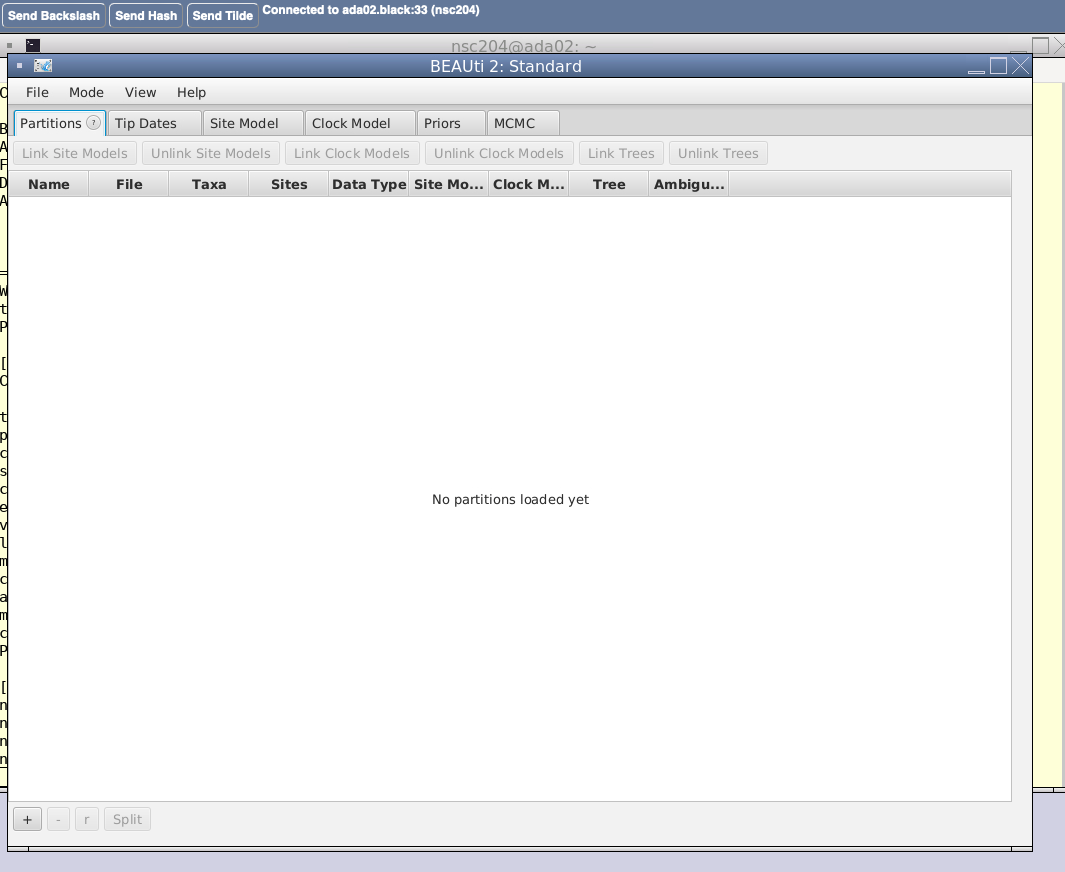 Send Backslash Send Hash Send Tilde Connected to ada02.black:33 (nsc204)
nsc204@ada02: ~
BEAUti 2: Standard
File Mode View Help
Partitions ? Tip Dates Site Model Clock Model Priors MCMC
Link Site Models Unlink Site Models Link Clock Models Unlink Clock Models Link Trees Unlink Trees
Name File Taxa Sites Data Type Site Mo... Clock M... Tree Ambigu...
No partitions loaded yet
+ - r Split